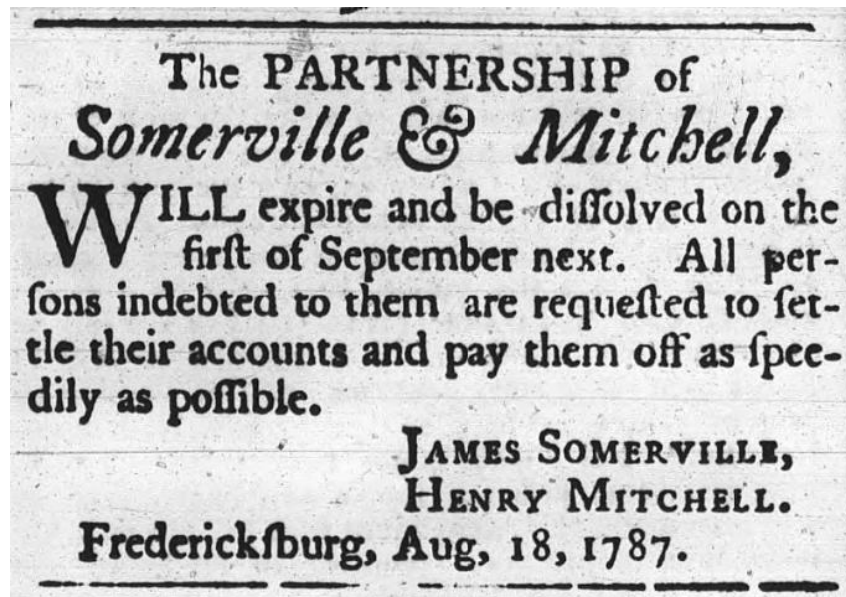 The PARTNERSHIP of
Somerville & Mitchell,
WILL expire and be diſſolved on the
firſt of September next. All per-
ſons indebted to them are requeſted to ſet-
tle their accounts and pay them off as ſpee-
dily as poſſible.
JAMES SOMERVILLE,
HENRY MITCHELL.
Frederickſburg, Aug, 18, 1787.